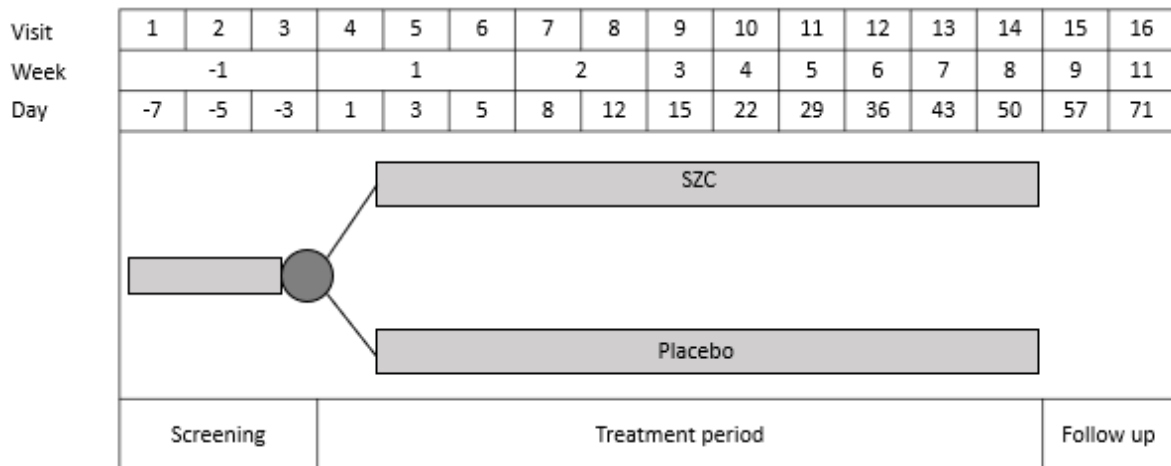 Visit 1 2 3 4 5 6 7 8 9 10 11 12 13 14 15 16
Week -1 1 2 3 4 5 6 7 8 9 11
Day -7 -5 -3 1 3 5 8 12 15 22 29 36 43 50 57 71
SZC
Placebo
Screening Treatment period Follow up